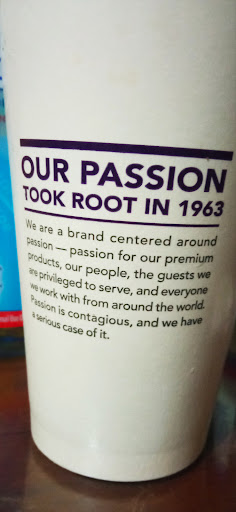 OUR PASSION
TOOK ROOT IN 1963
We are a brand centered around
passion — passion for our premium
products, our people, the guests we
are privileged to serve, and everyone
we work with from around the world.
Passion is contagious, and we have
a serious case of it.